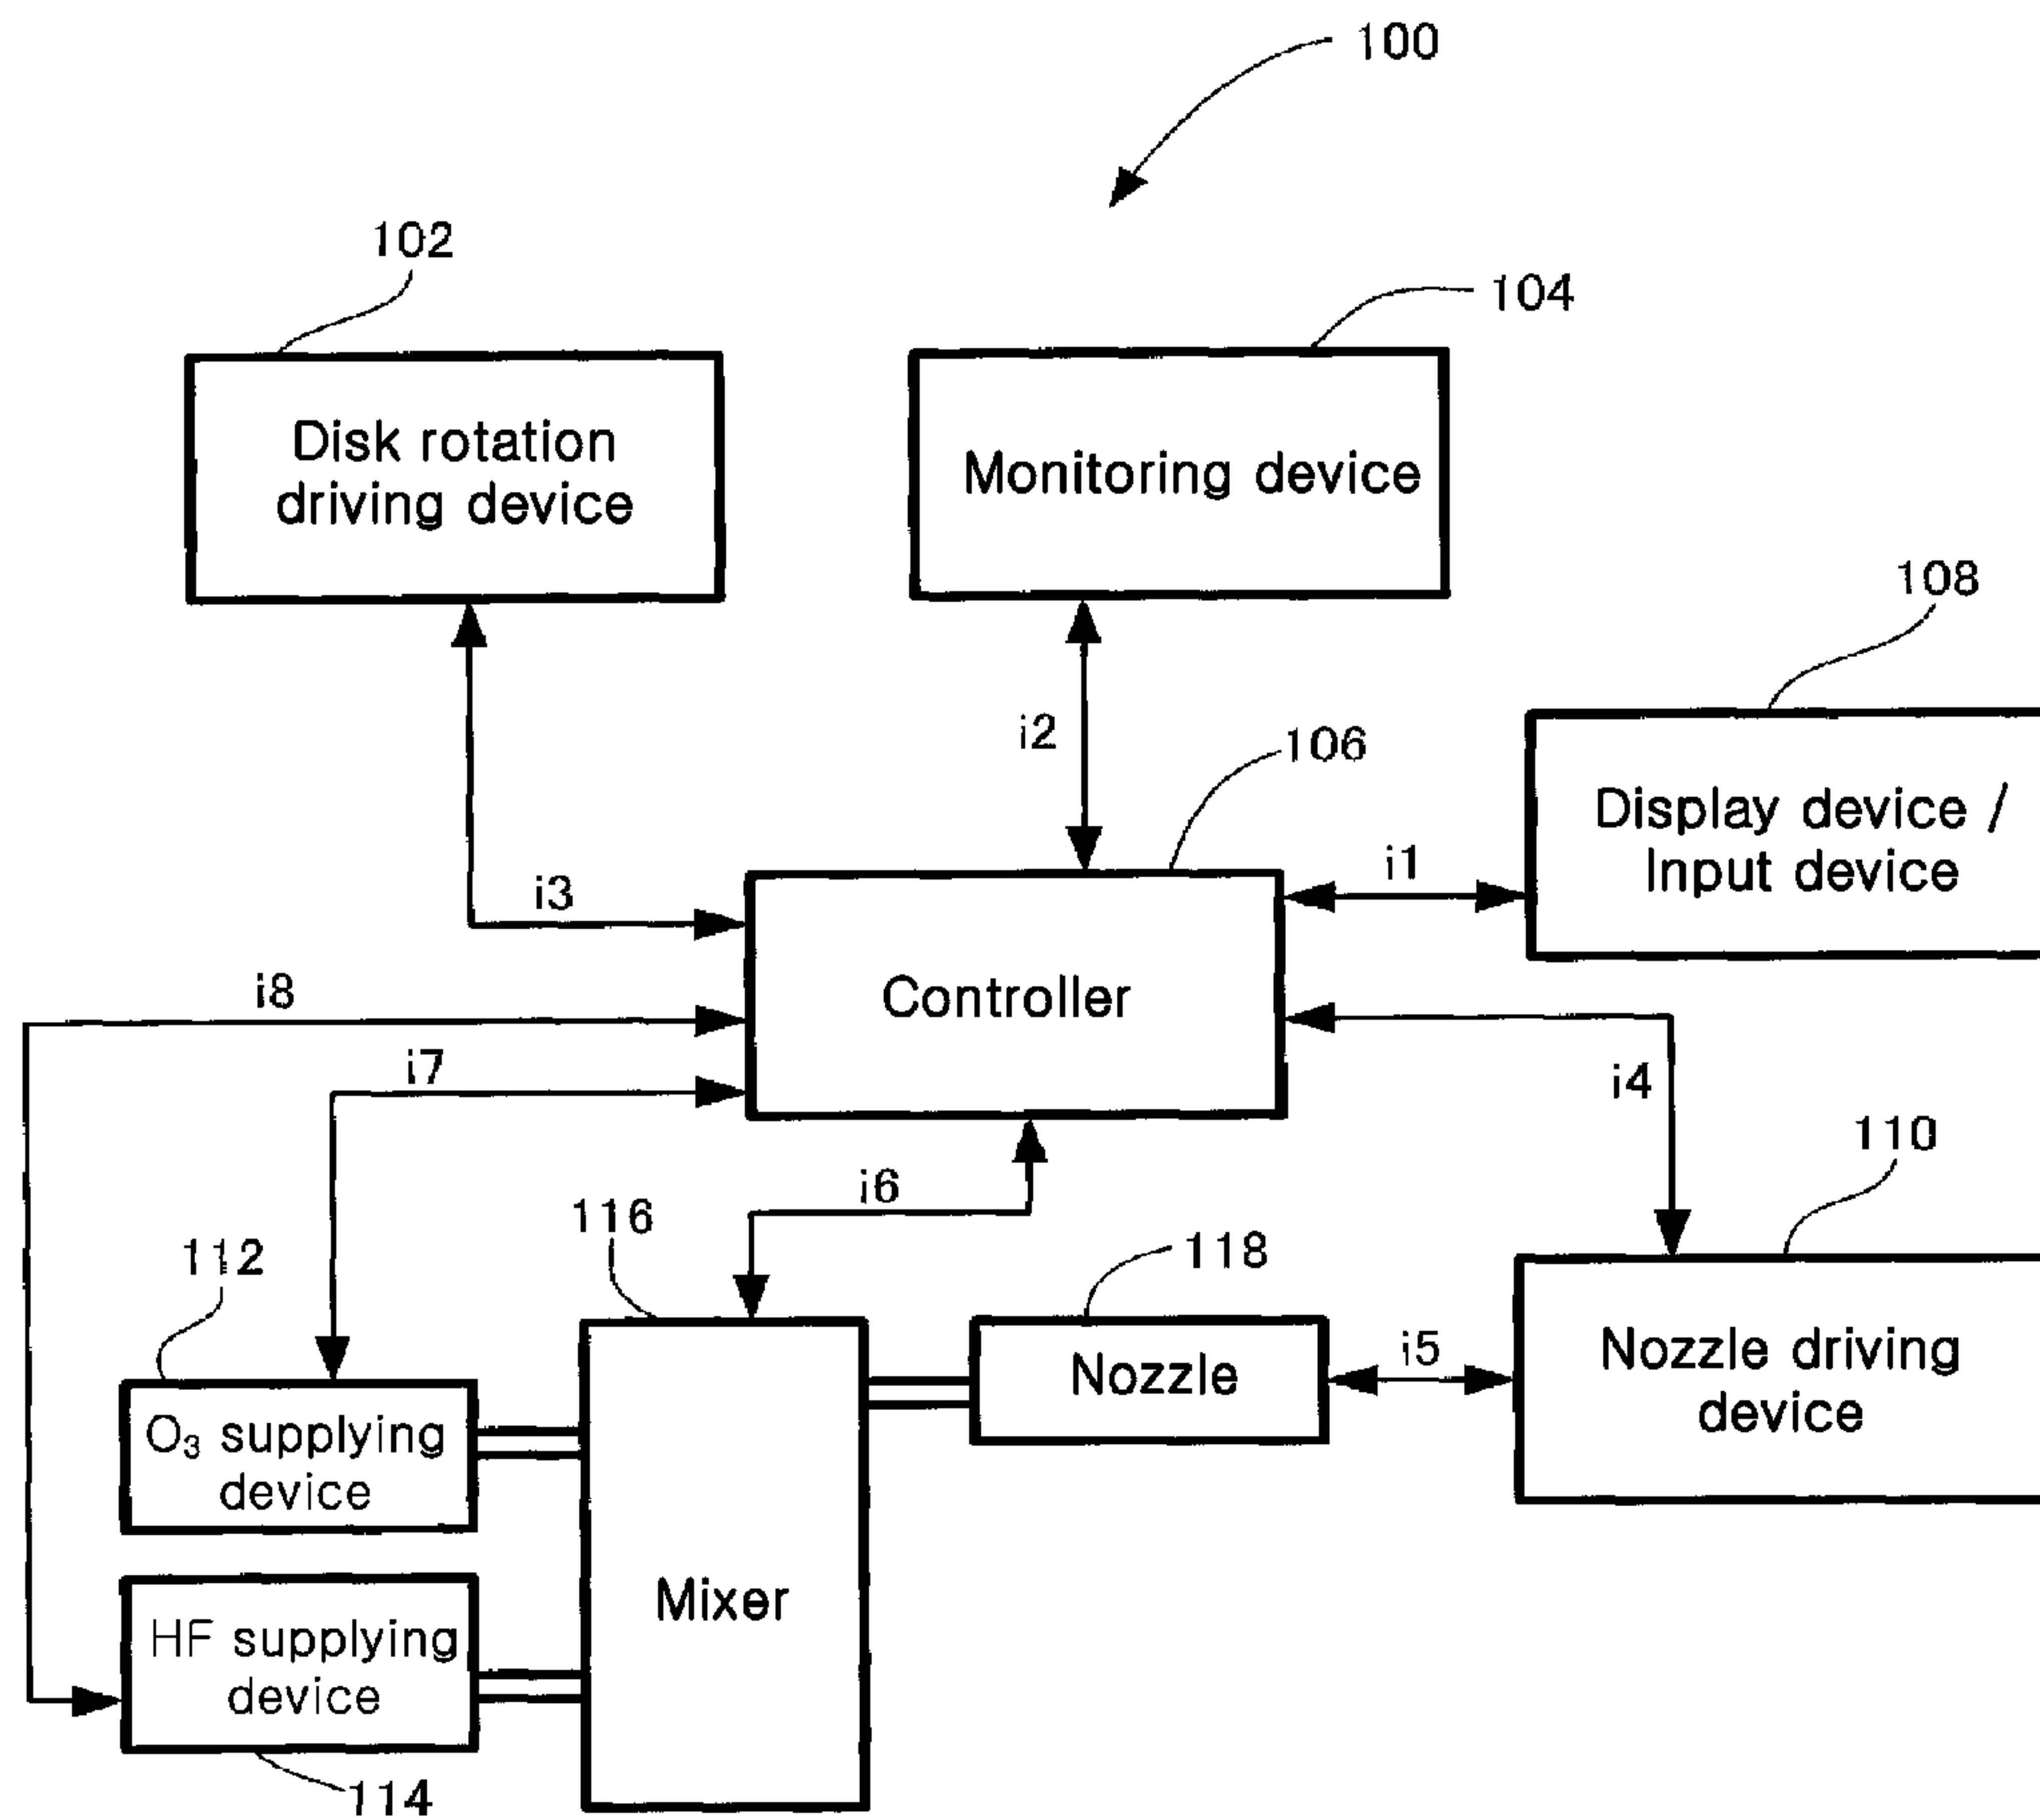 100
102
104
Disk rotation
driving device
Monitoring device
108
i2
106
Display device /
Input device
i1
i3
Controller
i8
i7
i4
110
i6
116
118
112
Nozzle driving
device
i5
Nozzle
O₃ supplying
device
Mixer
HF supplying
device
114